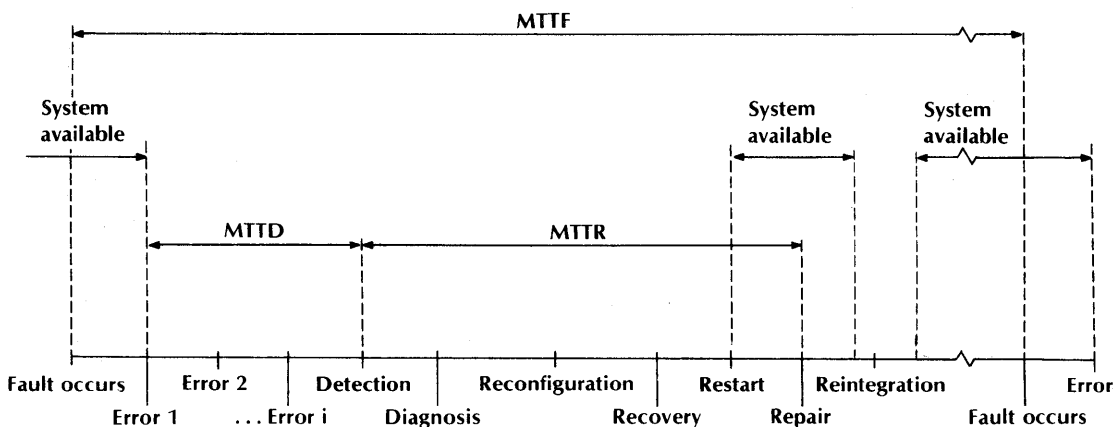 MTTF
System
available
System
available
System
available
MTTD
MTTR
Fault occurs
Error 2
Detection
Reconfiguration
Restart
Reintegration
Error
Error 1
...Error i
Diagnosis
Recovery
Repair
Fault occurs